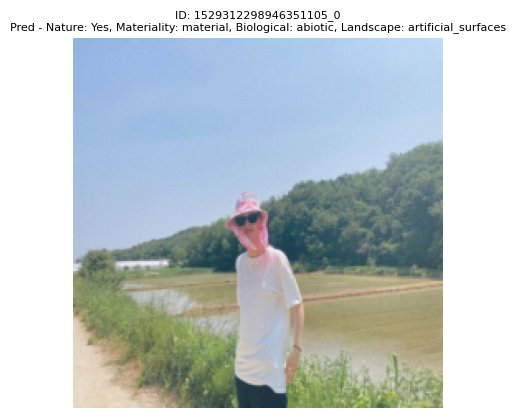 ID: 1529312298946351105_0
Pred - Nature: Yes, Materiality: material, Biological: abiotic, Landscape: artificial_surfaces